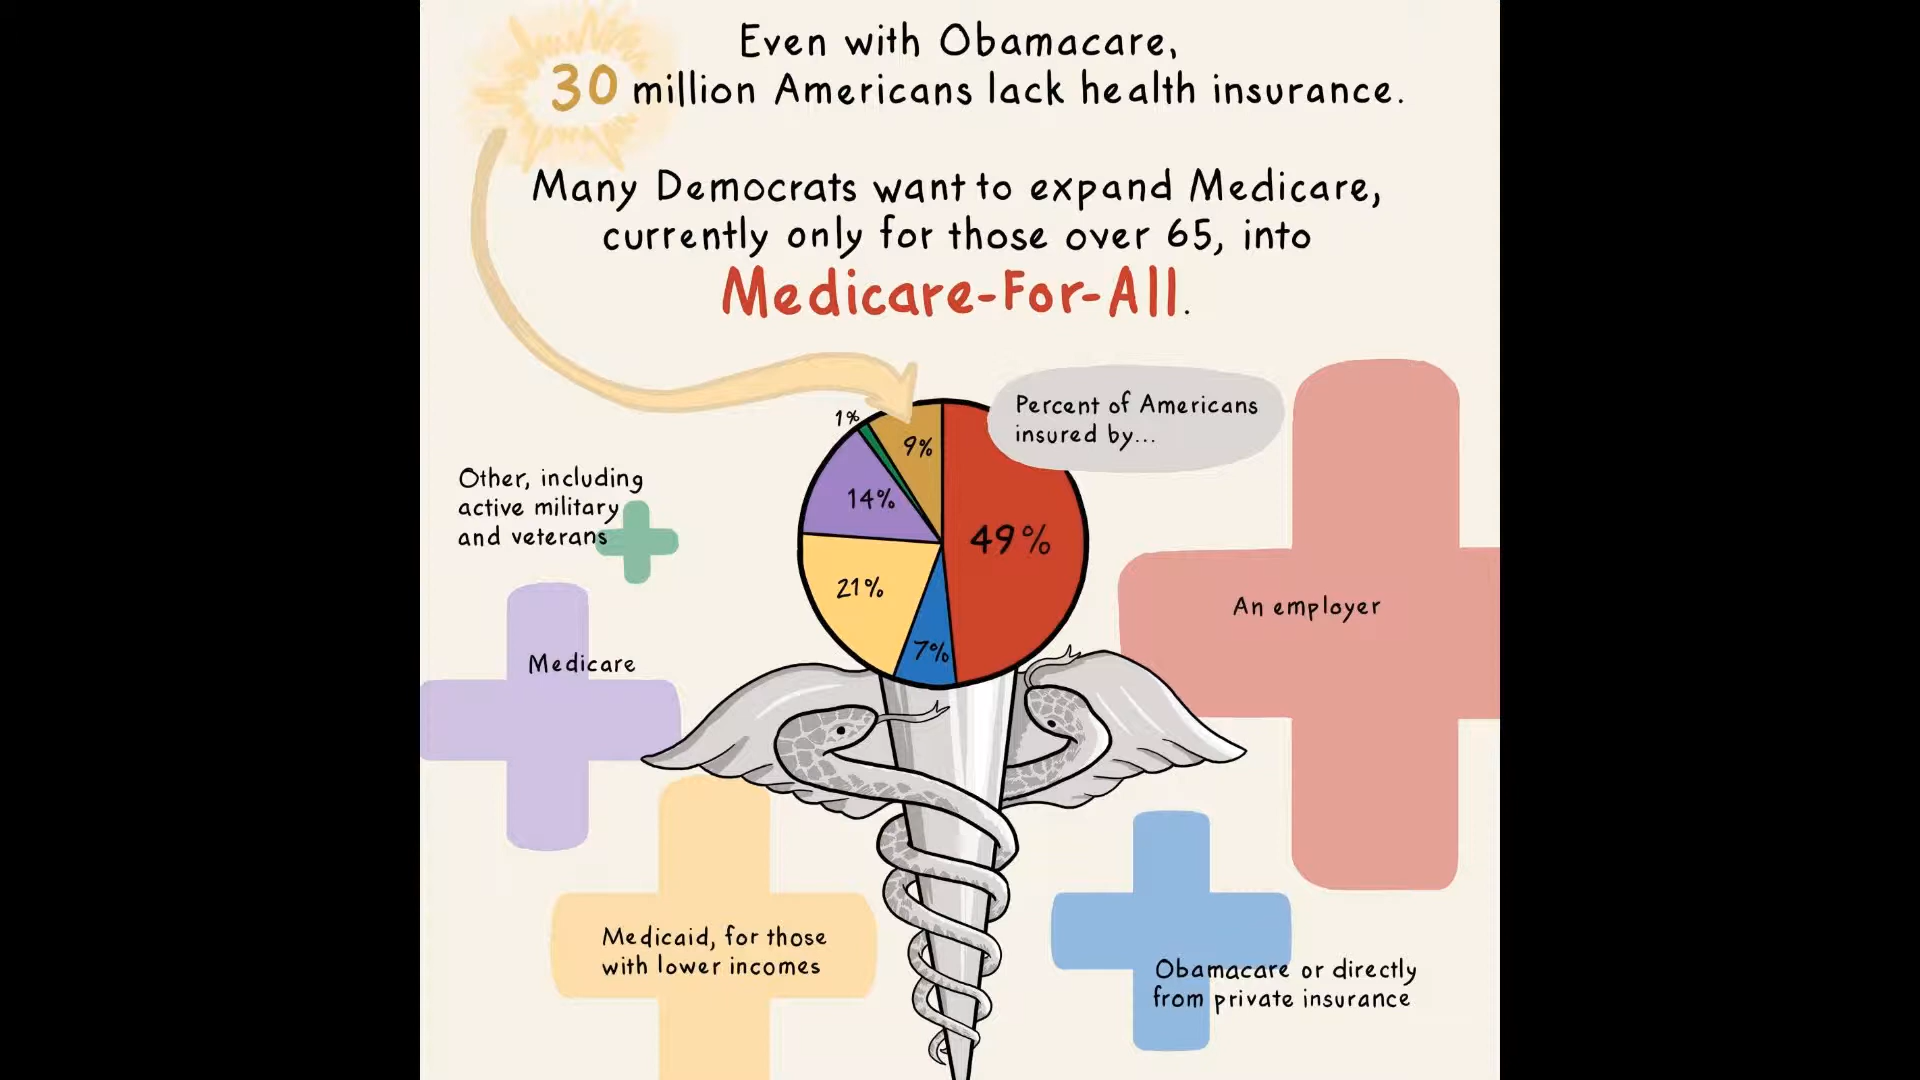 Even with Obamacare,
30 million Americans lack health insurance.
Many Democrats want to expand Medicare,
currently only for those over 65, into
Medicare-For-All.
Percent of Americans
insured by...
1%
9%
14%
49%
21%
7%
Other, including
active military
and veterans
An employer
Medicare
Medicaid, for those
with lower incomes
Obamacare or directly
from private insurance